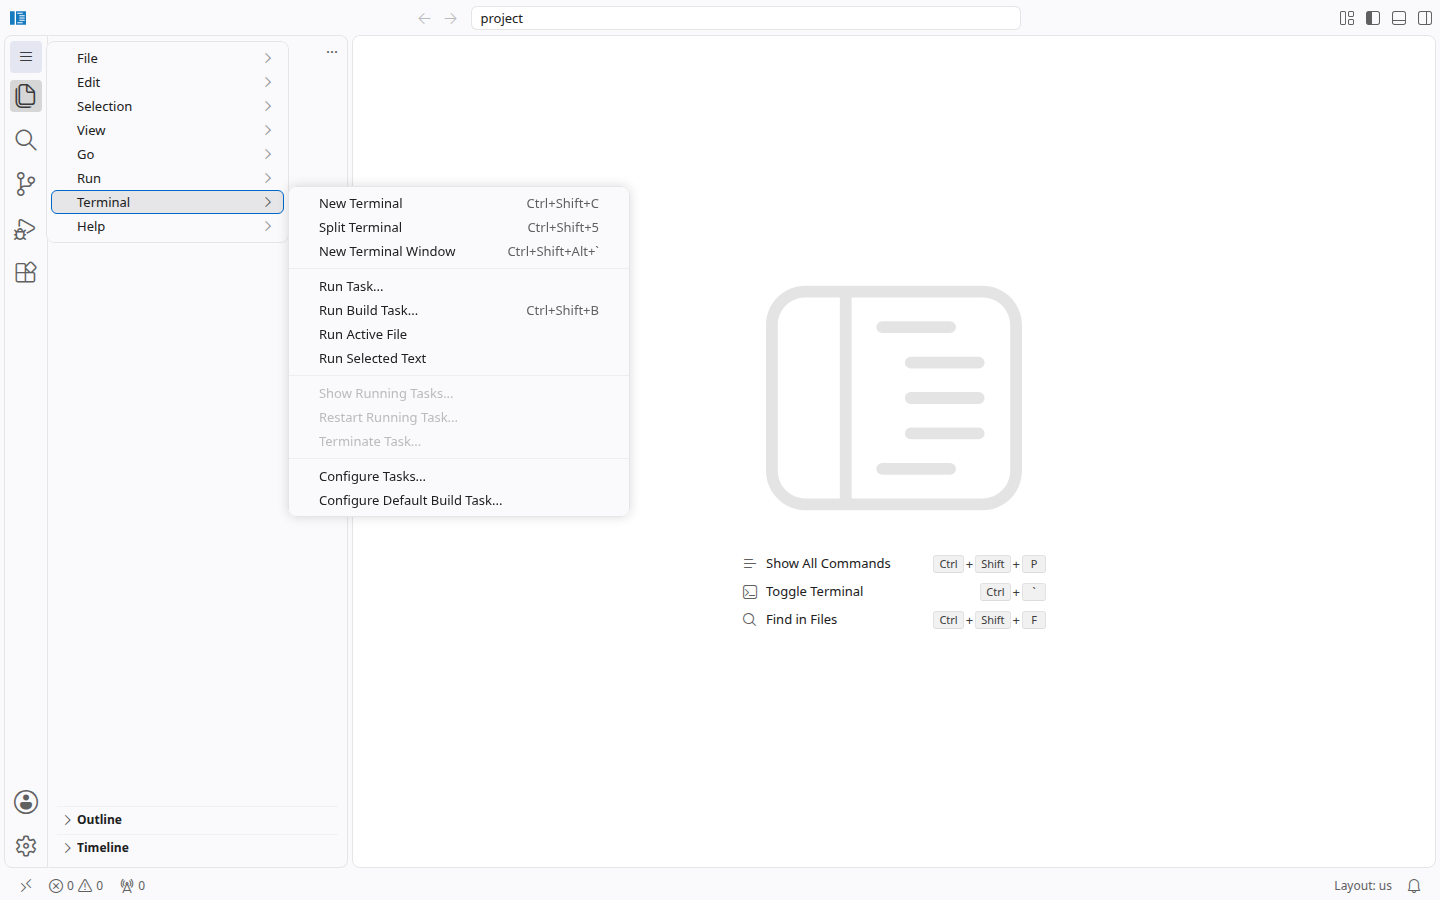 project
File
Edit
Selection
View
Go
Run
Terminal
Help
New Terminal Ctrl+Shift+C
Split Terminal Ctrl+Shift+5
New Terminal Window Ctrl+Shift+Alt+`
Run Task...
Run Build Task... Ctrl+Shift+B
Run Active File
Run Selected Text
Show Running Tasks...
Restart Running Task...
Terminate Task...
Configure Tasks...
Configure Default Build Task...
Show All Commands Ctrl + Shift + P
Toggle Terminal Ctrl + `
Find in Files Ctrl + Shift + F
Outline
Timeline
0 0 0 Layout: us